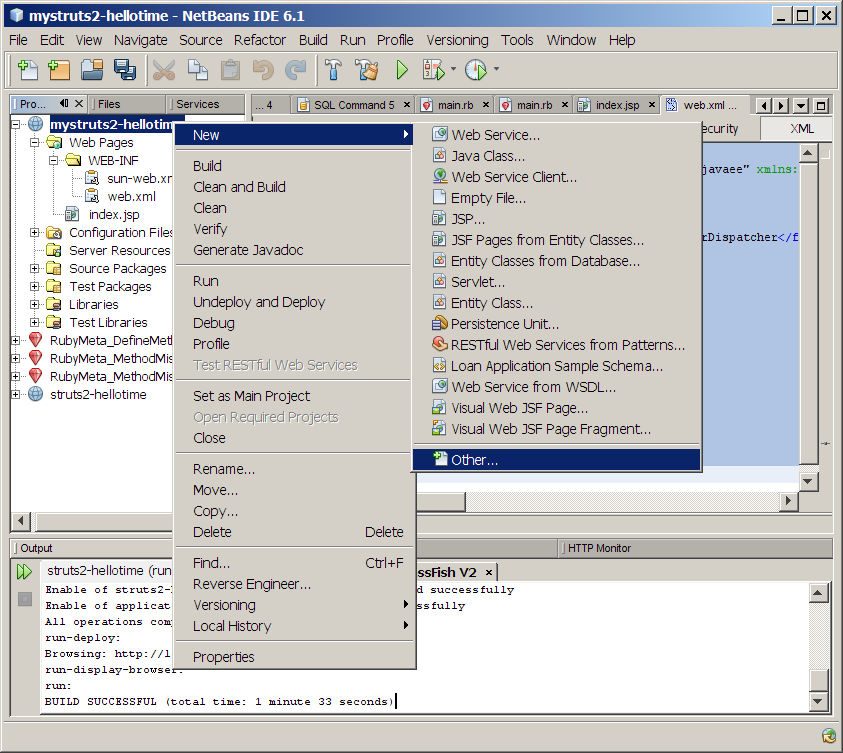 mystruts2-hellotime - NetBeans IDE 6.1
File Edit View Navigate Source Refactor Build Run Profile Versioning Tools Window Help
Pro... Files Services
... 4 SQL Command 5 main.rb main.rb index.jsp web.xml ...
XML
mystruts2-hellotim
Web Pages
WEB-INF
sun-web.xm
web.xml
index.jsp
Configuration Files
Server Resources
Source Packages
Test Packages
Libraries
Test Libraries
RubyMeta_DefineMeth
RubyMeta_MethodMis
RubyMeta_MethodMis
struts2-hellotime
New
Build
Clean and Build
Clean
Verify
Generate Javadoc
Run
Undeploy and Deploy
Debug
Profile
Test RESTful Web Services
Set as Main Project
Open Required Projects
Close
Rename...
Move...
Copy...
Delete Delete
Find... Ctrl+F
Reverse Engineer...
Versioning
Local History
Properties
Web Service...
Java Class...
Web Service Client...
Empty File...
JSP...
JSF Pages from Entity Classes...
Entity Classes from Database...
Servlet...
Entity Class...
Persistence Unit...
RESTful Web Services from Patterns...
Loan Application Sample Schema...
Web Service from WSDL...
Visual Web JSF Page...
Visual Web JSF Page Fragment...
Other...
ecurity
javaee" xmlns:
rDispatcher</f
Output HTTP Monitor
struts2-hellotime (run ssFish V2
Enable of struts2- d successfully
Enable of applicat sfully
All operations com
run-deploy:
Browsing: http://l
run-display-browser:
run:
BUILD SUCCESSFUL (total time: 1 minute 33 seconds)